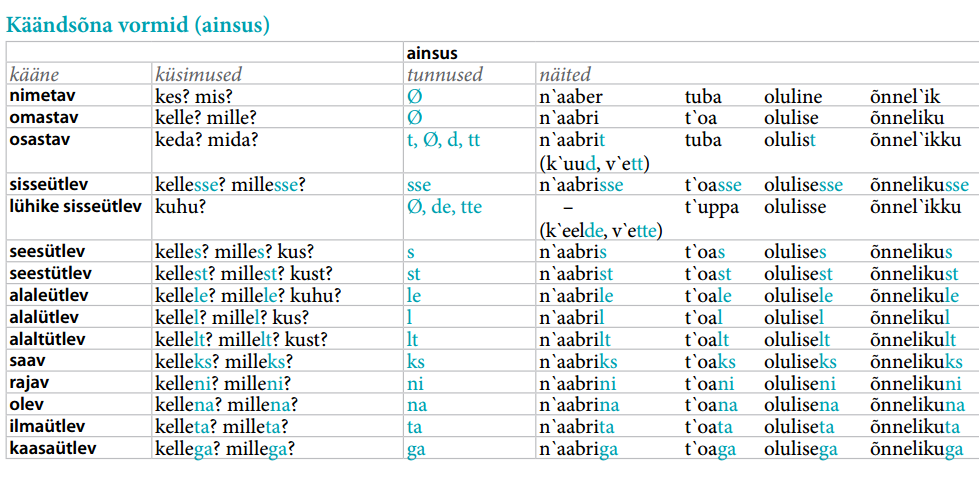 Käändsõna vormid (ainsus)
ainsus
kääne küsimused tunnused näited
nimetav kes? mis? Ø n`aaber tuba oluline õnnel`ik
omastav kelle? mille? Ø n`aabri t`oa olulise õnneliku
osastav keda? mida? t, Ø, d, tt n`aabrit tuba olulist õnnel`ikku
(k`uud, v`ett)
sisseütlev kellesse? millesse? sse n`aabrisse t`oasse olulisesse õnnelikusse
lühike sisseütlev kuhu? Ø, de, tte – t`uppa olulisse õnnel`ikku
(k`eelde, v`ette)
seesütlev kelles? milles? kus? s n`aabris t`oas olulises õnnelikus
seestütlev kellest? millest? kust? st n`aabrist t`oast olulisest õnnelikust
alaleütlev kellele? millele? kuhu? le n`aabrile t`oale olulisele õnnelikule
alalütlev kellel? millel? kus? l n`aabril t`oal olulisel õnnelikul
alaltütlev kellelt? millelt? kust? lt n`aabrilt t`oalt oluliselt õnnelikult
saav kelleks? milleks? ks n`aabriks t`oaks oluliseks õnnelikuks
rajav kelleni? milleni? ni n`aabrini t`oani oluliseni õnnelikuni
olev kellena? millena? na n`aabrina t`oana olulisena õnnelikuna
ilmaütlev kelleta? milleta? ta n`aabrita t`oata oluliseta õnnelikuta
kaasaütlev kellega? millega? ga n`aabriga t`oaga olulisega õnnelikuga